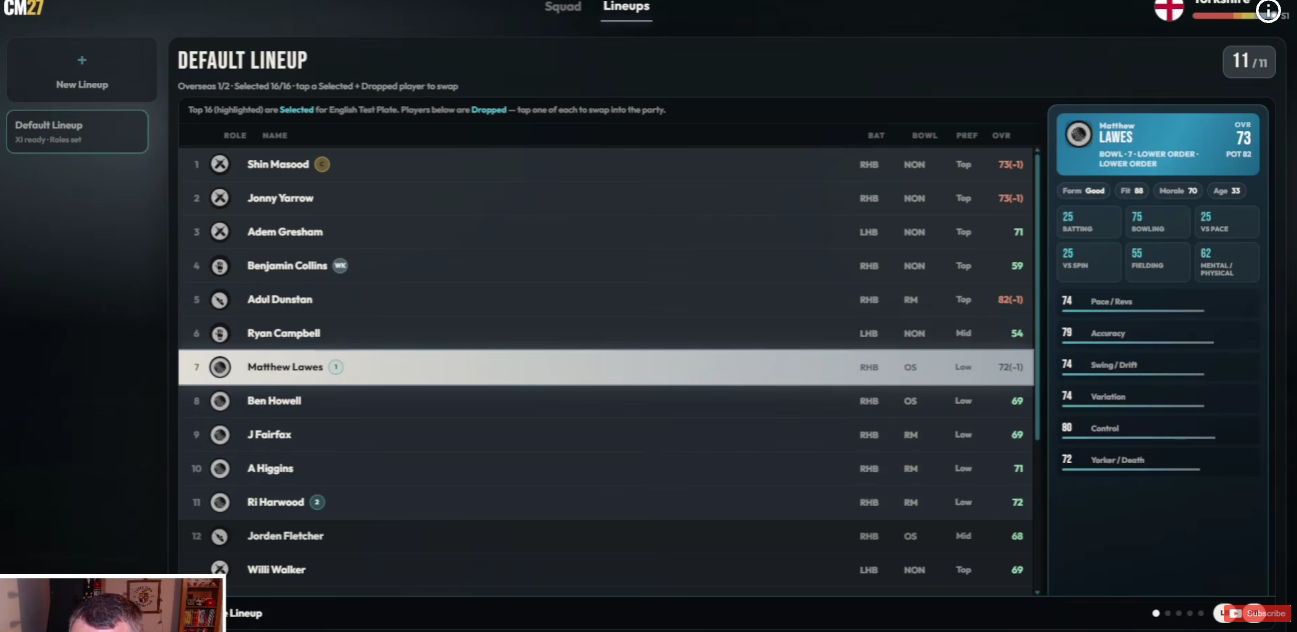 CM27
Squad
Lineups
Yorkshire
+
New Lineup
Default Lineup
XI ready · Roles set
DEFAULT LINEUP
11 / 11
Overseas 1/2 · Selected 16/16 · tap a Selected + Dropped player to swap
Top 16 (highlighted) are Selected for English Test Plate. Players below are Dropped — tap one of each to swap into the party.
ROLE NAME BAT BOWL PREF OVR
1 Shin Masood C RHB NON Top 73(-1)
2 Jonny Yarrow RHB NON Top 73(-1)
3 Adem Gresham LHB NON Top 71
4 Benjamin Collins WK RHB NON Top 59
5 Adul Dunstan RHB RM Top 82(-1)
6 Ryan Campbell LHB NON Mid 54
7 Matthew Lawes 1 RHB OS Low 72(-1)
8 Ben Howell RHB OS Low 69
9 J Fairfax RHB RM Low 69
10 A Higgins RHB RM Low 71
11 Ri Harwood 2 RHB RM Low 72
12 Jorden Fletcher RHB OS Mid 68
Willi Walker LHB NON Top 69
Lineup
Matthew
LAWES
OVR
73
POT 82
BOWL · 7 · LOWER ORDER ·
LOWER ORDER
Form Good Fit 88 Morale 70 Age 33
25 75 25
BATTING BOWLING VS PACE
25 55 62
VS SPIN FIELDING MENTAL /
PHYSICAL
74 Pace / Revs
79 Accuracy
74 Swing / Drift
74 Variation
80 Control
72 Yorker / Death
Subscribe